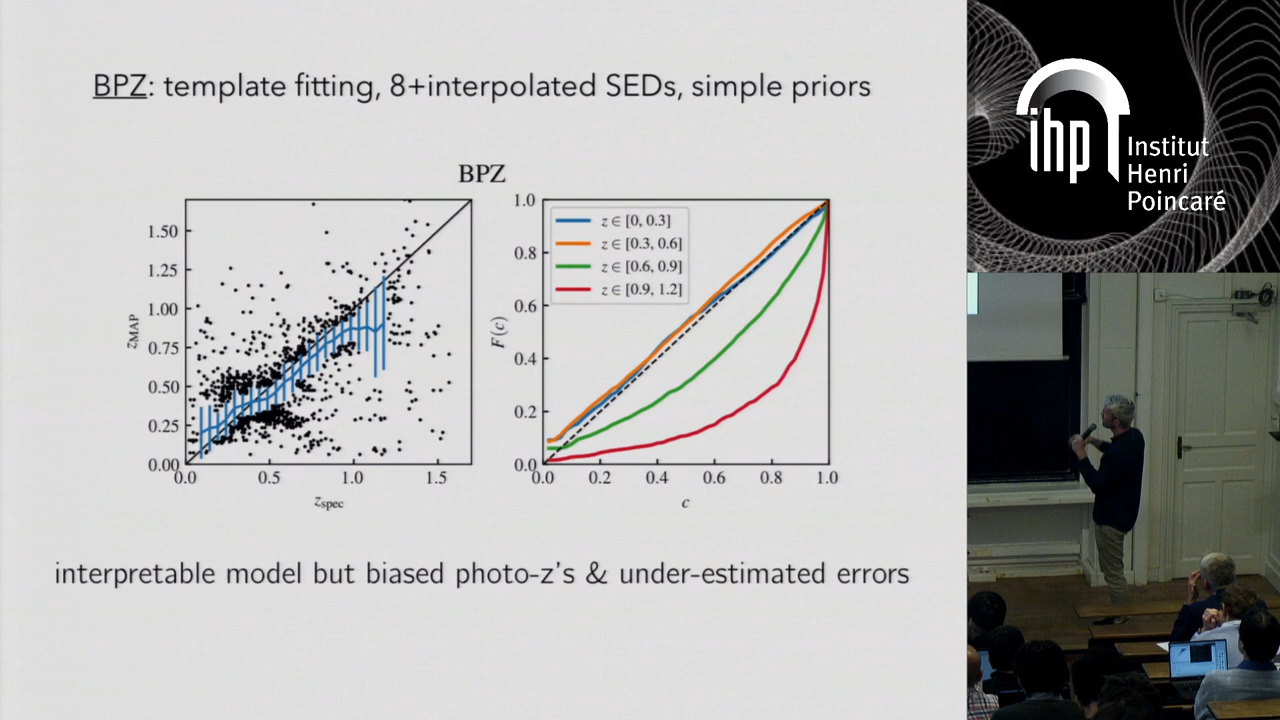 BPZ: template fitting, 8+interpolated SEDs, simple priors
BPZ
1.50
1.25
1.00
0.75
0.50
0.25
0.00
z_MAP
0.0 0.5 1.0 1.5
z_spec
1.0
0.8
0.6
0.4
0.2
0.0
F(c)
z ∈ [0, 0.3]
z ∈ [0.3, 0.6]
z ∈ [0.6, 0.9]
z ∈ [0.9, 1.2]
0.0 0.2 0.4 0.6 0.8 1.0
c
interpretable model but biased photo-z's & under-estimated errors
ihp
Institut
Henri
Poincaré